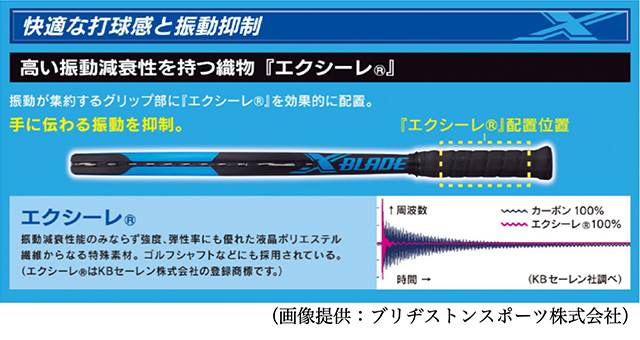 快適な打球感と振動抑制
高い振動減衰性を持つ織物『エクシーレ®』
振動が集約するグリップ部に『エクシーレ®』を効果的に配置。
手に伝わる振動を抑制。
『エクシーレ®』配置位置
X-BLADE
エクシーレ®
振動減衰性能のみならず強度、弾性率にも優れた液晶ポリエステル
繊維からなる特殊素材。ゴルフシャフトなどにも採用されている。
(エクシーレ®はKBセーレン株式会社の登録商標です。)
↑周波数
カーボン100%
エクシーレ®100%
時間→
(KBセーレン社調べ)
(画像提供：ブリヂストンスポーツ株式会社)